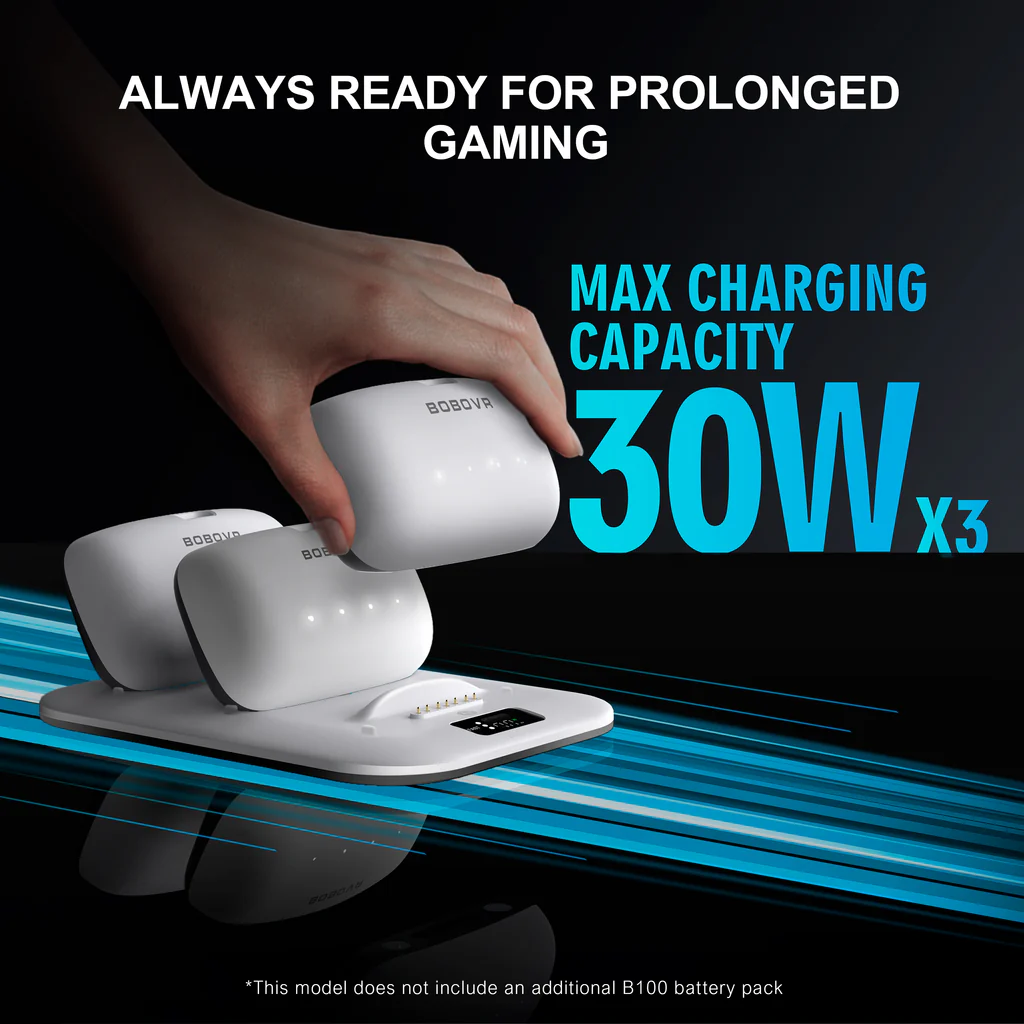 ALWAYS READY FOR PROLONGED
GAMING
MAX CHARGING
CAPACITY
30W X3
BOBOVR
BOBOVR
*This model does not include an additional B100 battery pack